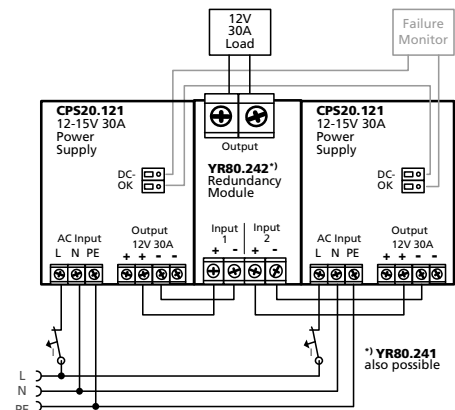 12V
30A
Load
Failure
Monitor
CPS20.121
12-15V 30A
Power
Supply
DC-
OK
AC Input
L N PE
Output
12V 30A
+ + - -
Output
YR80.242*)
Redundancy
Module
Input
1
Input
2
+ - + -
CPS20.121
12-15V 30A
Power
Supply
DC-
OK
AC Input
L N PE
Output
12V 30A
+ + - -
I
I
*) YR80.241
also possible
L
N
PE